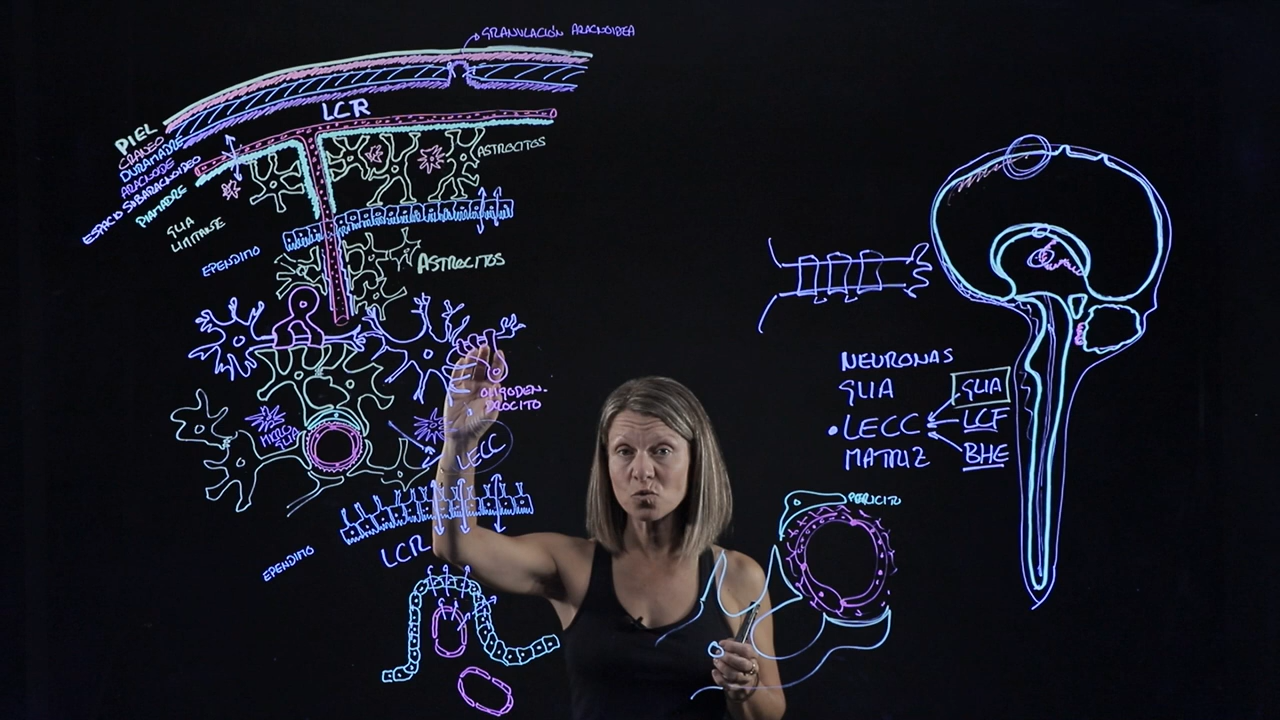 GRANULACIÓN ARACNOIDEA
PIEL
CRANEO
DURAMADRE
ARACNOIDE
ESPACIO SUBARACNOIDEO
PIAMADRE
GLIA
LIMITANTE
EPENDIMO
LCR
ASTROCITOS
ASTROCITOS
OLIGODEN-
DROCITO
MICRO
GLIA
LECC
LCR
EPENDIMO
NEURONAS
GLIA
• LECC
MATRIZ
GLIA
LCF
BHE
PERICITO